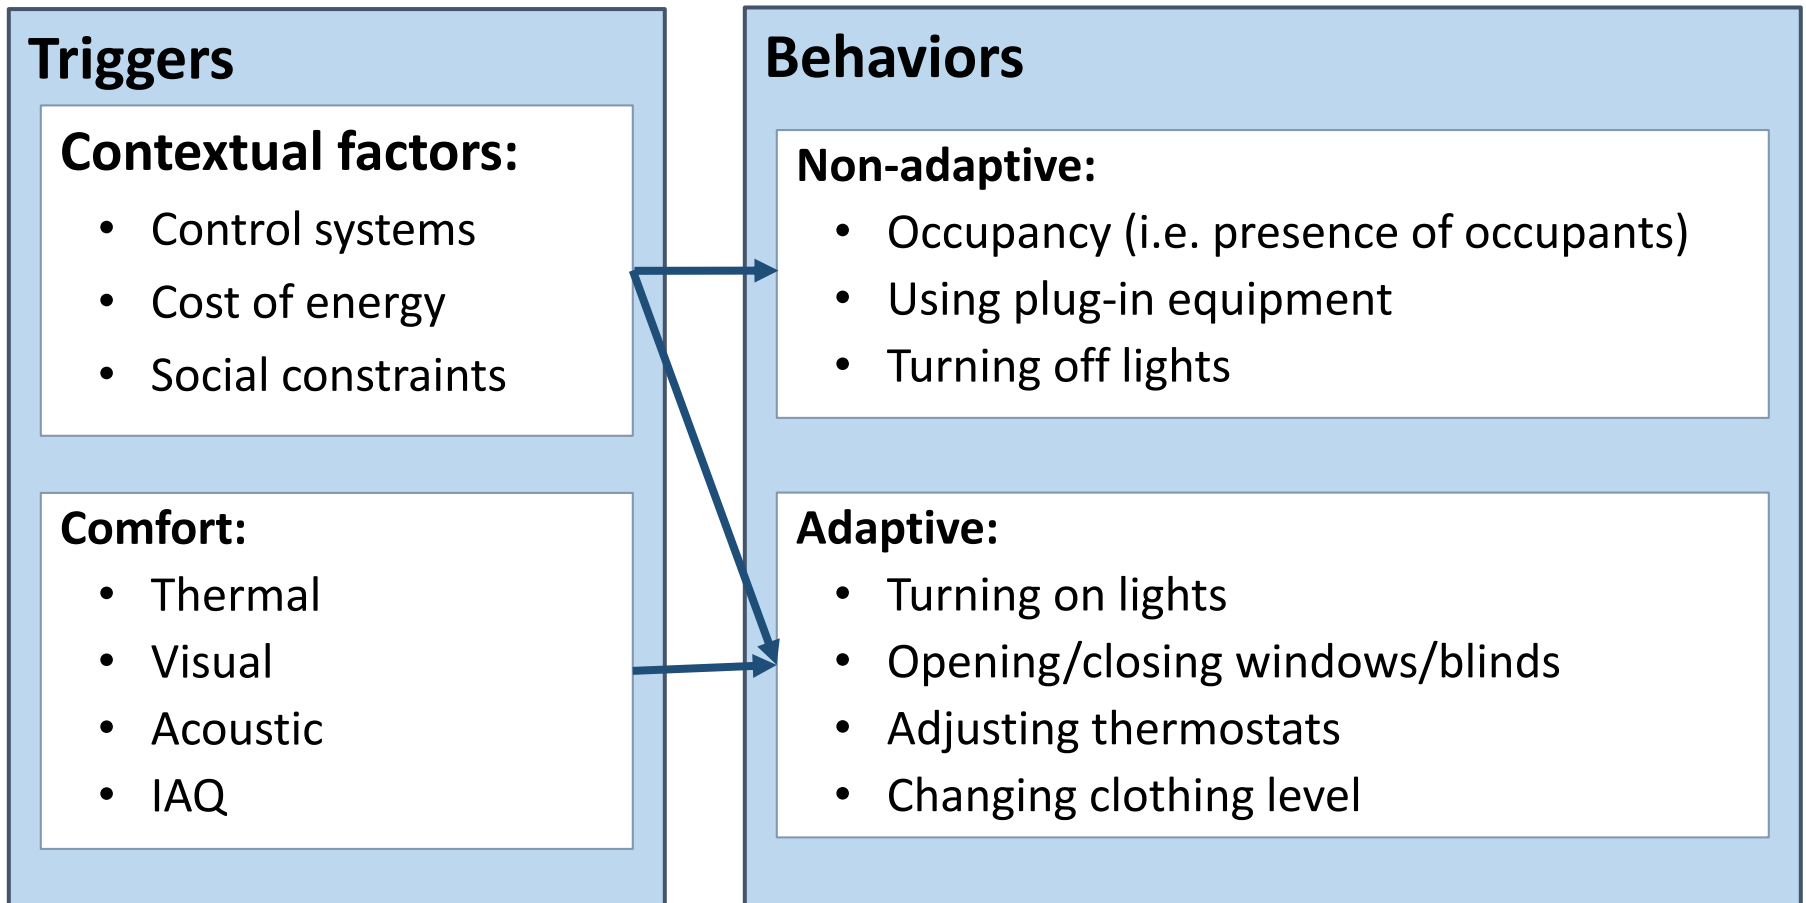 Triggers
Contextual factors:
• Control systems
• Cost of energy
• Social constraints
Comfort:
• Thermal
• Visual
• Acoustic
• IAQ
Behaviors
Non-adaptive:
• Occupancy (i.e. presence of occupants)
• Using plug-in equipment
• Turning off lights
Adaptive:
• Turning on lights
• Opening/closing windows/blinds
• Adjusting thermostats
• Changing clothing level